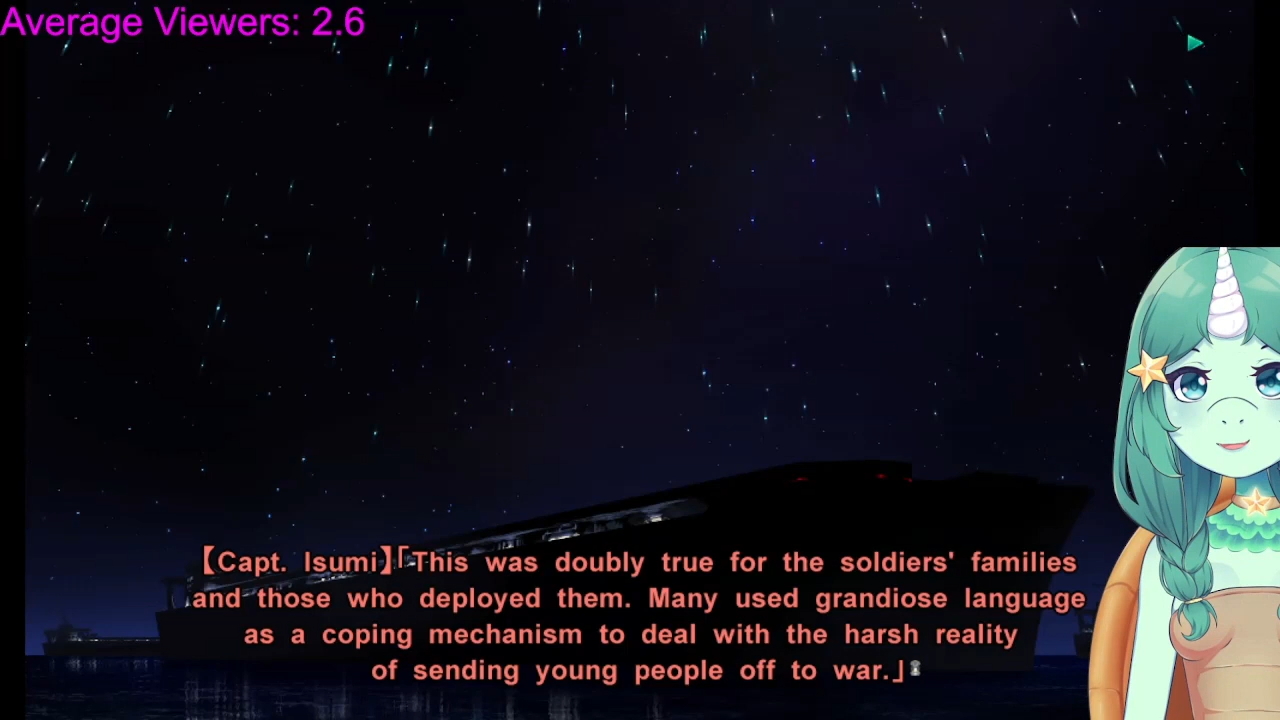 Average Viewers: 2.6
【Capt. Isumi】「This was doubly true for the soldiers' families
and those who deployed them. Many used grandiose language
as a coping mechanism to deal with the harsh reality
of sending young people off to war.」